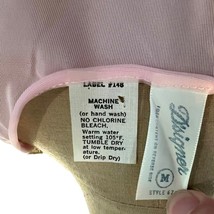 LABEL #146
MACHINE
WASH
(or hand wash)
NO CHLORINE
BLEACH.
Warm water
setting 105°F.
TUMBLE DRY
at low temper-
ature.
(or Drip Dry)
Designer
M
STYLE